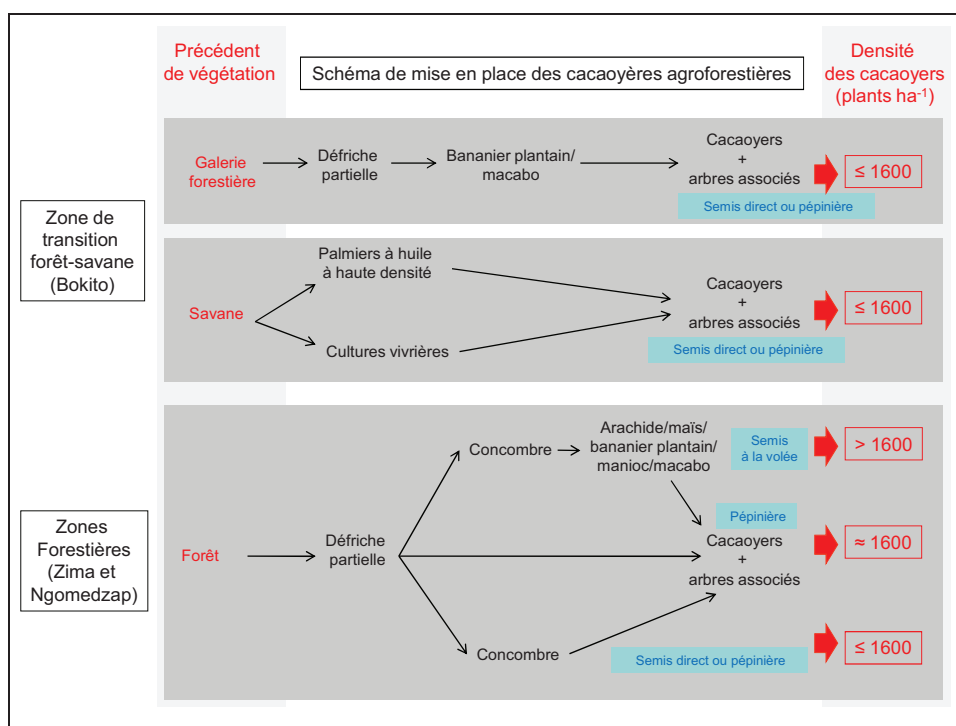 Précédent
de végétation
Schéma de mise en place des cacaoyères agroforestières
Densité
des cacaoyers
(plants ha⁻¹)
Zone de
transition
forêt-savane
(Bokito)
Galerie
forestière
Défriche
partielle
Bananier plantain/
macabo
Cacaoyers
+
arbres associés
Semis direct ou pépinière
≤ 1600
Savane
Palmiers à huile
à haute densité
Cultures vivrières
Cacaoyers
+
arbres associés
Semis direct ou pépinière
≤ 1600
Zones
Forestières
(Zima et
Ngomedzap)
Forêt
Défriche
partielle
Concombre
Arachide/maïs/
bananier plantain/
manioc/macabo
Semis
à la volée
> 1600
Pépinière
Cacaoyers
+
arbres associés
≈ 1600
Concombre
Semis direct ou pépinière
≤ 1600